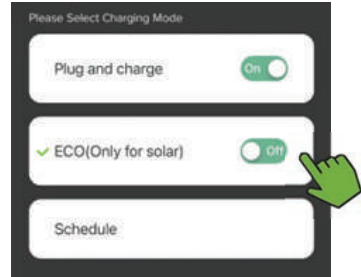 Please Select Charging Mode
Plug and charge
On
ECO(Only for solar)
Off
Schedule